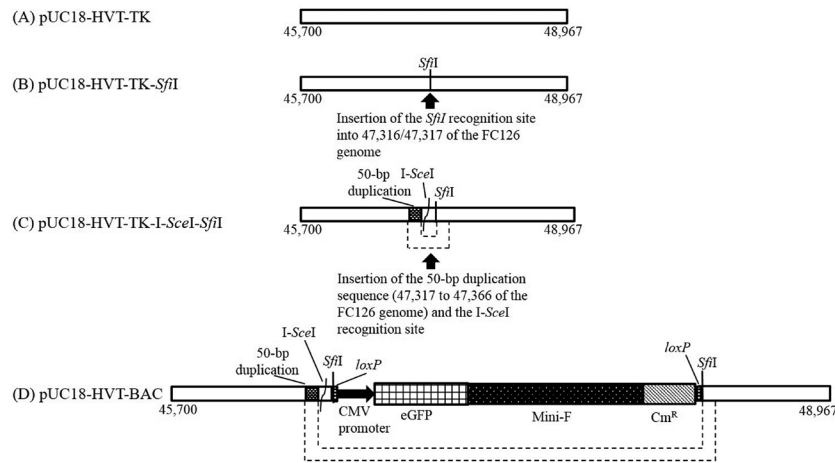 (A) pUC18-HVT-TK
45,700 48,967
SfiI
(B) pUC18-HVT-TK-SfiI
45,700 48,967
Insertion of the SfiI recognition site
into 47,316/47,317 of the FC126
genome
50-bp I-SceI
duplication SfiI
(C) pUC18-HVT-TK-I-SceI-SfiI
45,700 48,967
Insertion of the 50-bp duplication
sequence (47,317 to 47,366 of the
FC126 genome) and the I-SceI
recognition site
I-SceI
50-bp SfiI loxP SfiI
duplication loxP
(D) pUC18-HVT-BAC
45,700 CMV eGFP Mini-F CmR 48,967
promoter